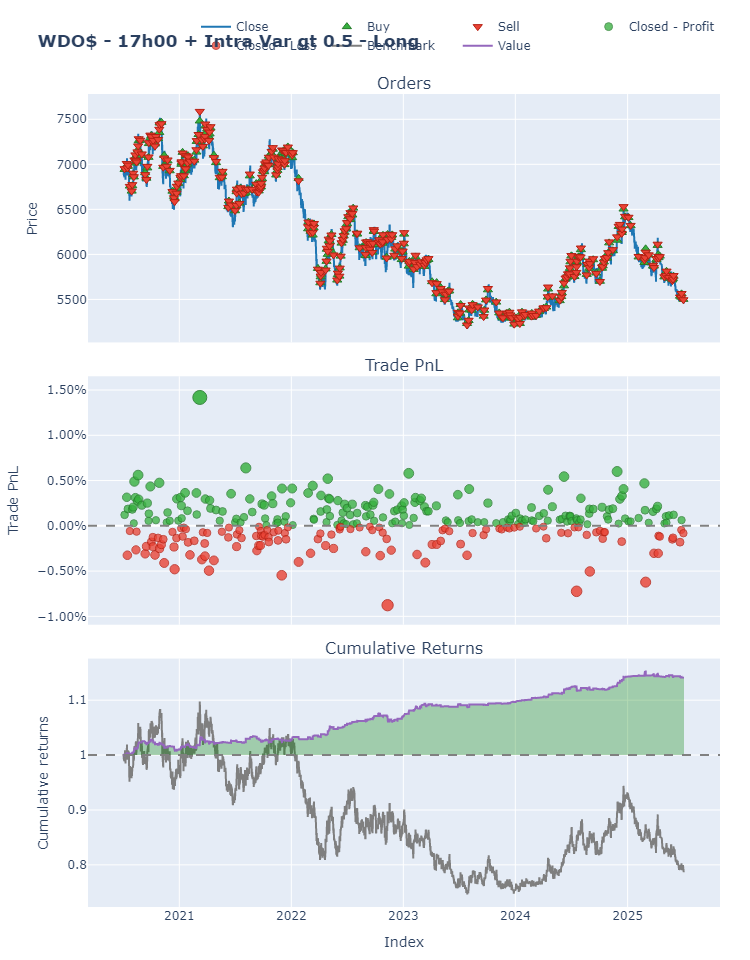 Close Buy Sell Closed - Profit
WDO$ - 17h00 + Intra Var gt 0.5 - Long
Closed - Loss Benchmark Value
Orders
7500
7000
6500
6000
5500
Price
Trade PnL
1.50%
1.00%
0.50%
0.00%
−0.50%
−1.00%
Trade PnL
Cumulative Returns
1.1
1
0.9
0.8
Cumulative returns
2021 2022 2023 2024 2025
Index